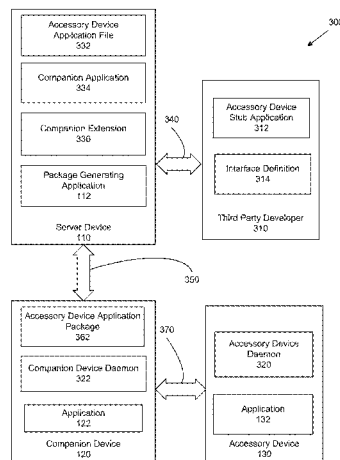 300
Accessory Device
Application File
332
Companion Application
334
Companion Extension
336
Package Generating
Application
112
Server Device
110
340
Accessory Device
Stub Application
312
Interface Definition
314
Third Party Developer
310
350
Accessory Device Application
Package
362
Companion Device Daemon
322
Application
122
Companion Device
120
370
Accessory Device
Daemon
320
Application
132
Accessory Device
130